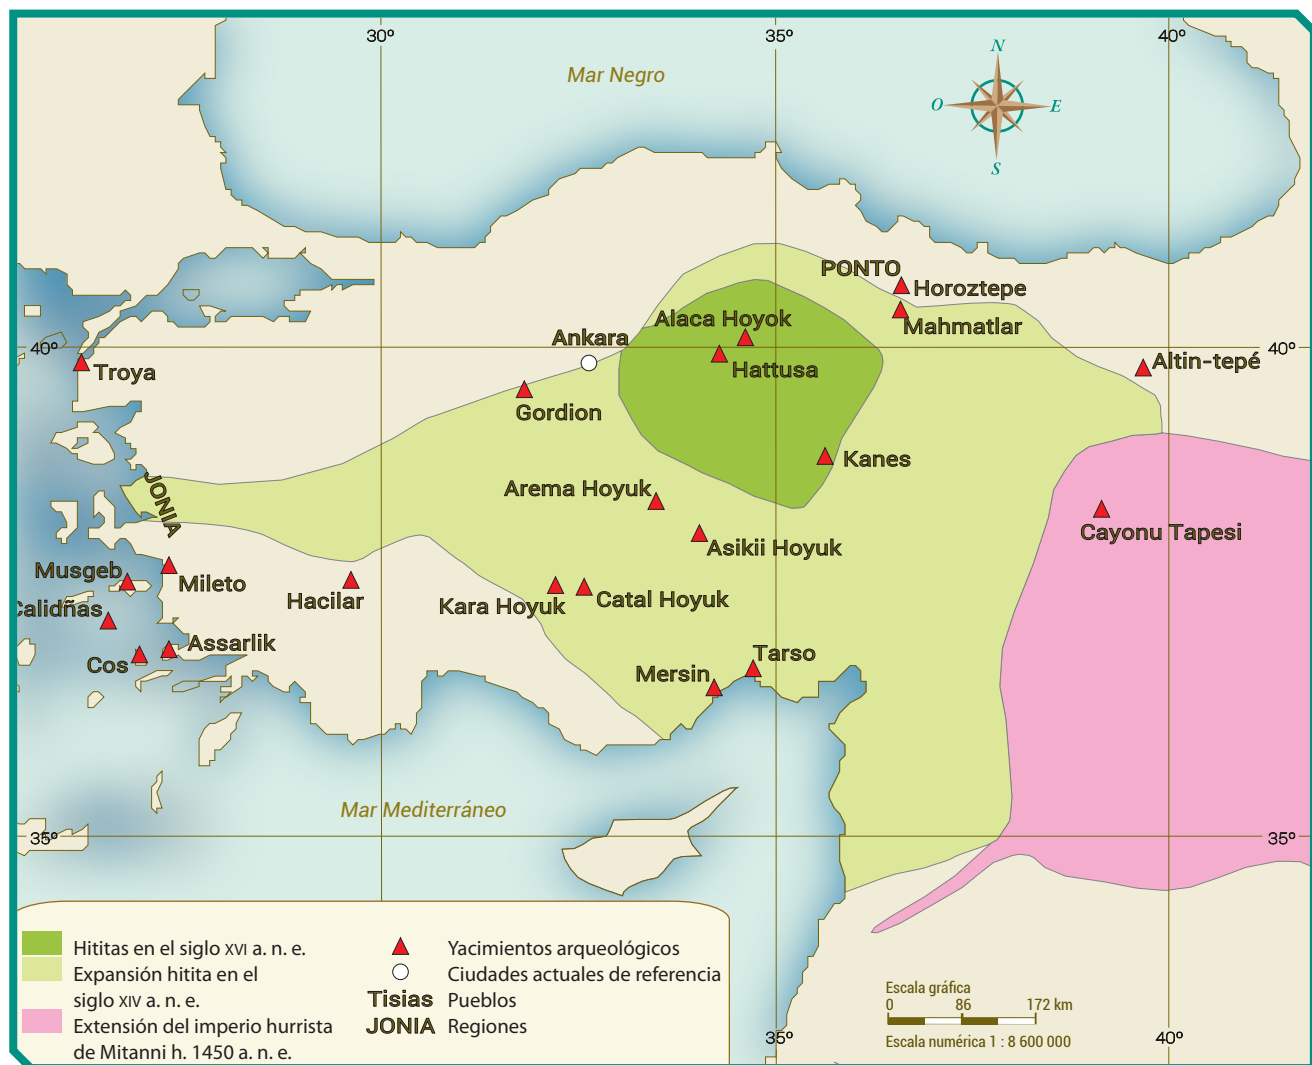 30º
35º
40º
Mar Negro
N
O
E
S
PONTO
Horoztepe
Mahmatlar
Alaca Hoyok
Ankara
Hattusa
40º
40º
Altin-tepé
Troya
Gordion
Kanes
JONIA
Arema Hoyuk
Cayonu Tapesi
Asikii Hoyuk
Musgeb
Mileto
Hacilar
Kara Hoyuk
Catal Hoyuk
Calidñas
Assarlik
Cos
Tarso
Mersin
Mar Mediterráneo
35º
35º
Hititas en el siglo XVI a. n. e.
Expansión hitita en el
siglo XIV a. n. e.
Extensión del imperio hurrista
de Mitanni h. 1450 a. n. e.
Yacimientos arqueológicos
Ciudades actuales de referencia
Tisias Pueblos
JONIA Regiones
Escala gráfica
0 86 172 km
Escala numérica 1 : 8 600 000
35º
40º